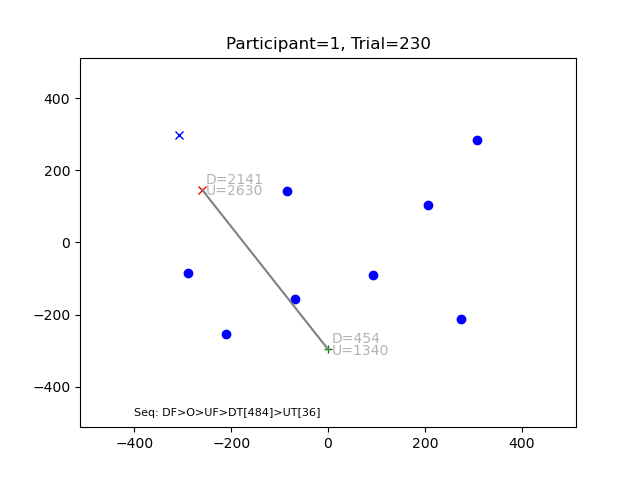 Participant=1, Trial=230
400
200
0
−200
−400
D=2141
U=2630
D=454
U=1340
Seq: DF>O>UF>DT[484]>UT[36]
−400 −200 0 200 400